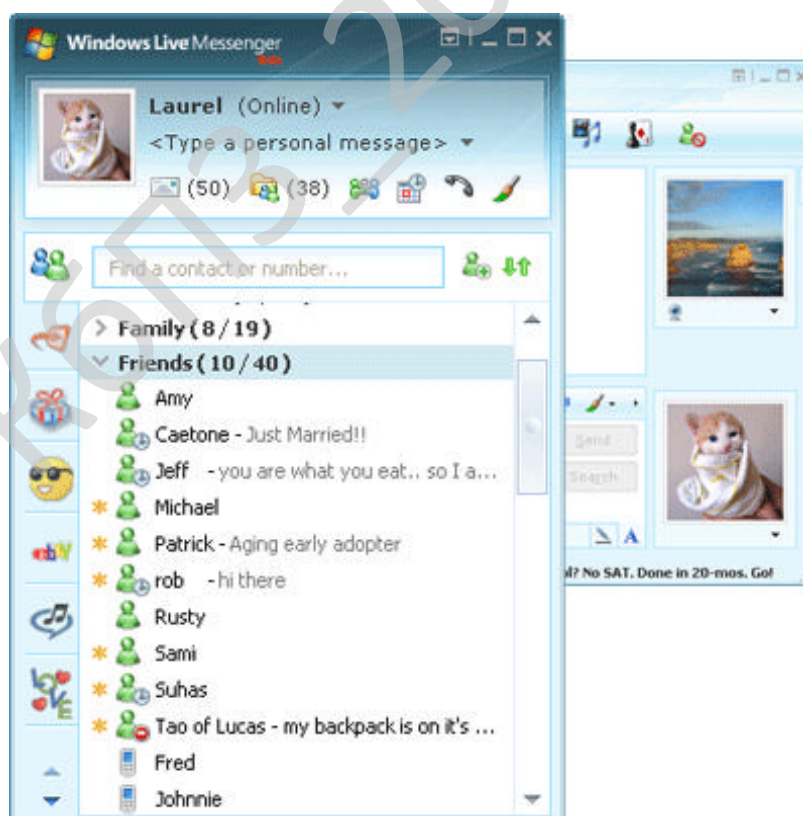 Windows Live Messenger
beta
Laurel (Online)
<Type a personal message>
(50) (38)
Find a contact or number...
Family ( 8 / 19 )
Friends ( 10 / 40 )
Amy
Caetone - Just Married!!
Jeff - you are what you eat.. so I a...
Michael
Patrick - Aging early adopter
rob - hi there
Rusty
Sami
Suhas
Tao of Lucas - my backpack is on it's ...
Fred
Johnnie
ebY
LOVE
Send
Search
A
? No SAT. Done in 20-mos. Go!
КбПЗ_20